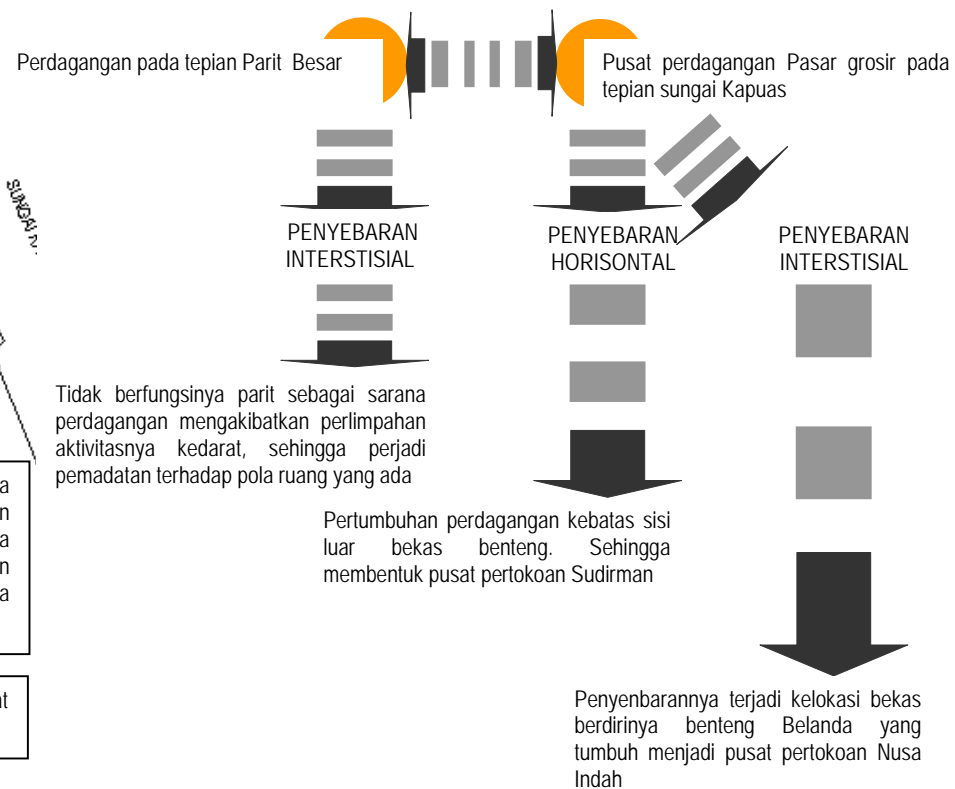 Perdagangan pada tepian Parit Besar
Pusat perdagangan Pasar grosir pada
tepian sungai Kapuas
PENYEBARAN
INTERSTISIAL
PENYEBARAN
HORISONTAL
PENYEBARAN
INTERSTISIAL
Tidak berfungsinya parit sebagai sarana
perdagangan mengakibatkan perlimpahan
aktivitasnya kedarat, sehingga perjadi
pemadatan terhadap pola ruang yang ada
Pertumbuhan perdagangan kebatas sisi
luar bekas benteng. Sehingga
membentuk pusat pertokoan Sudirman
Penyenbarannya terjadi kelokasi bekas
berdirinya benteng Belanda yang
tumbuh menjadi pusat pertokoan Nusa
Indah
SUNGAI